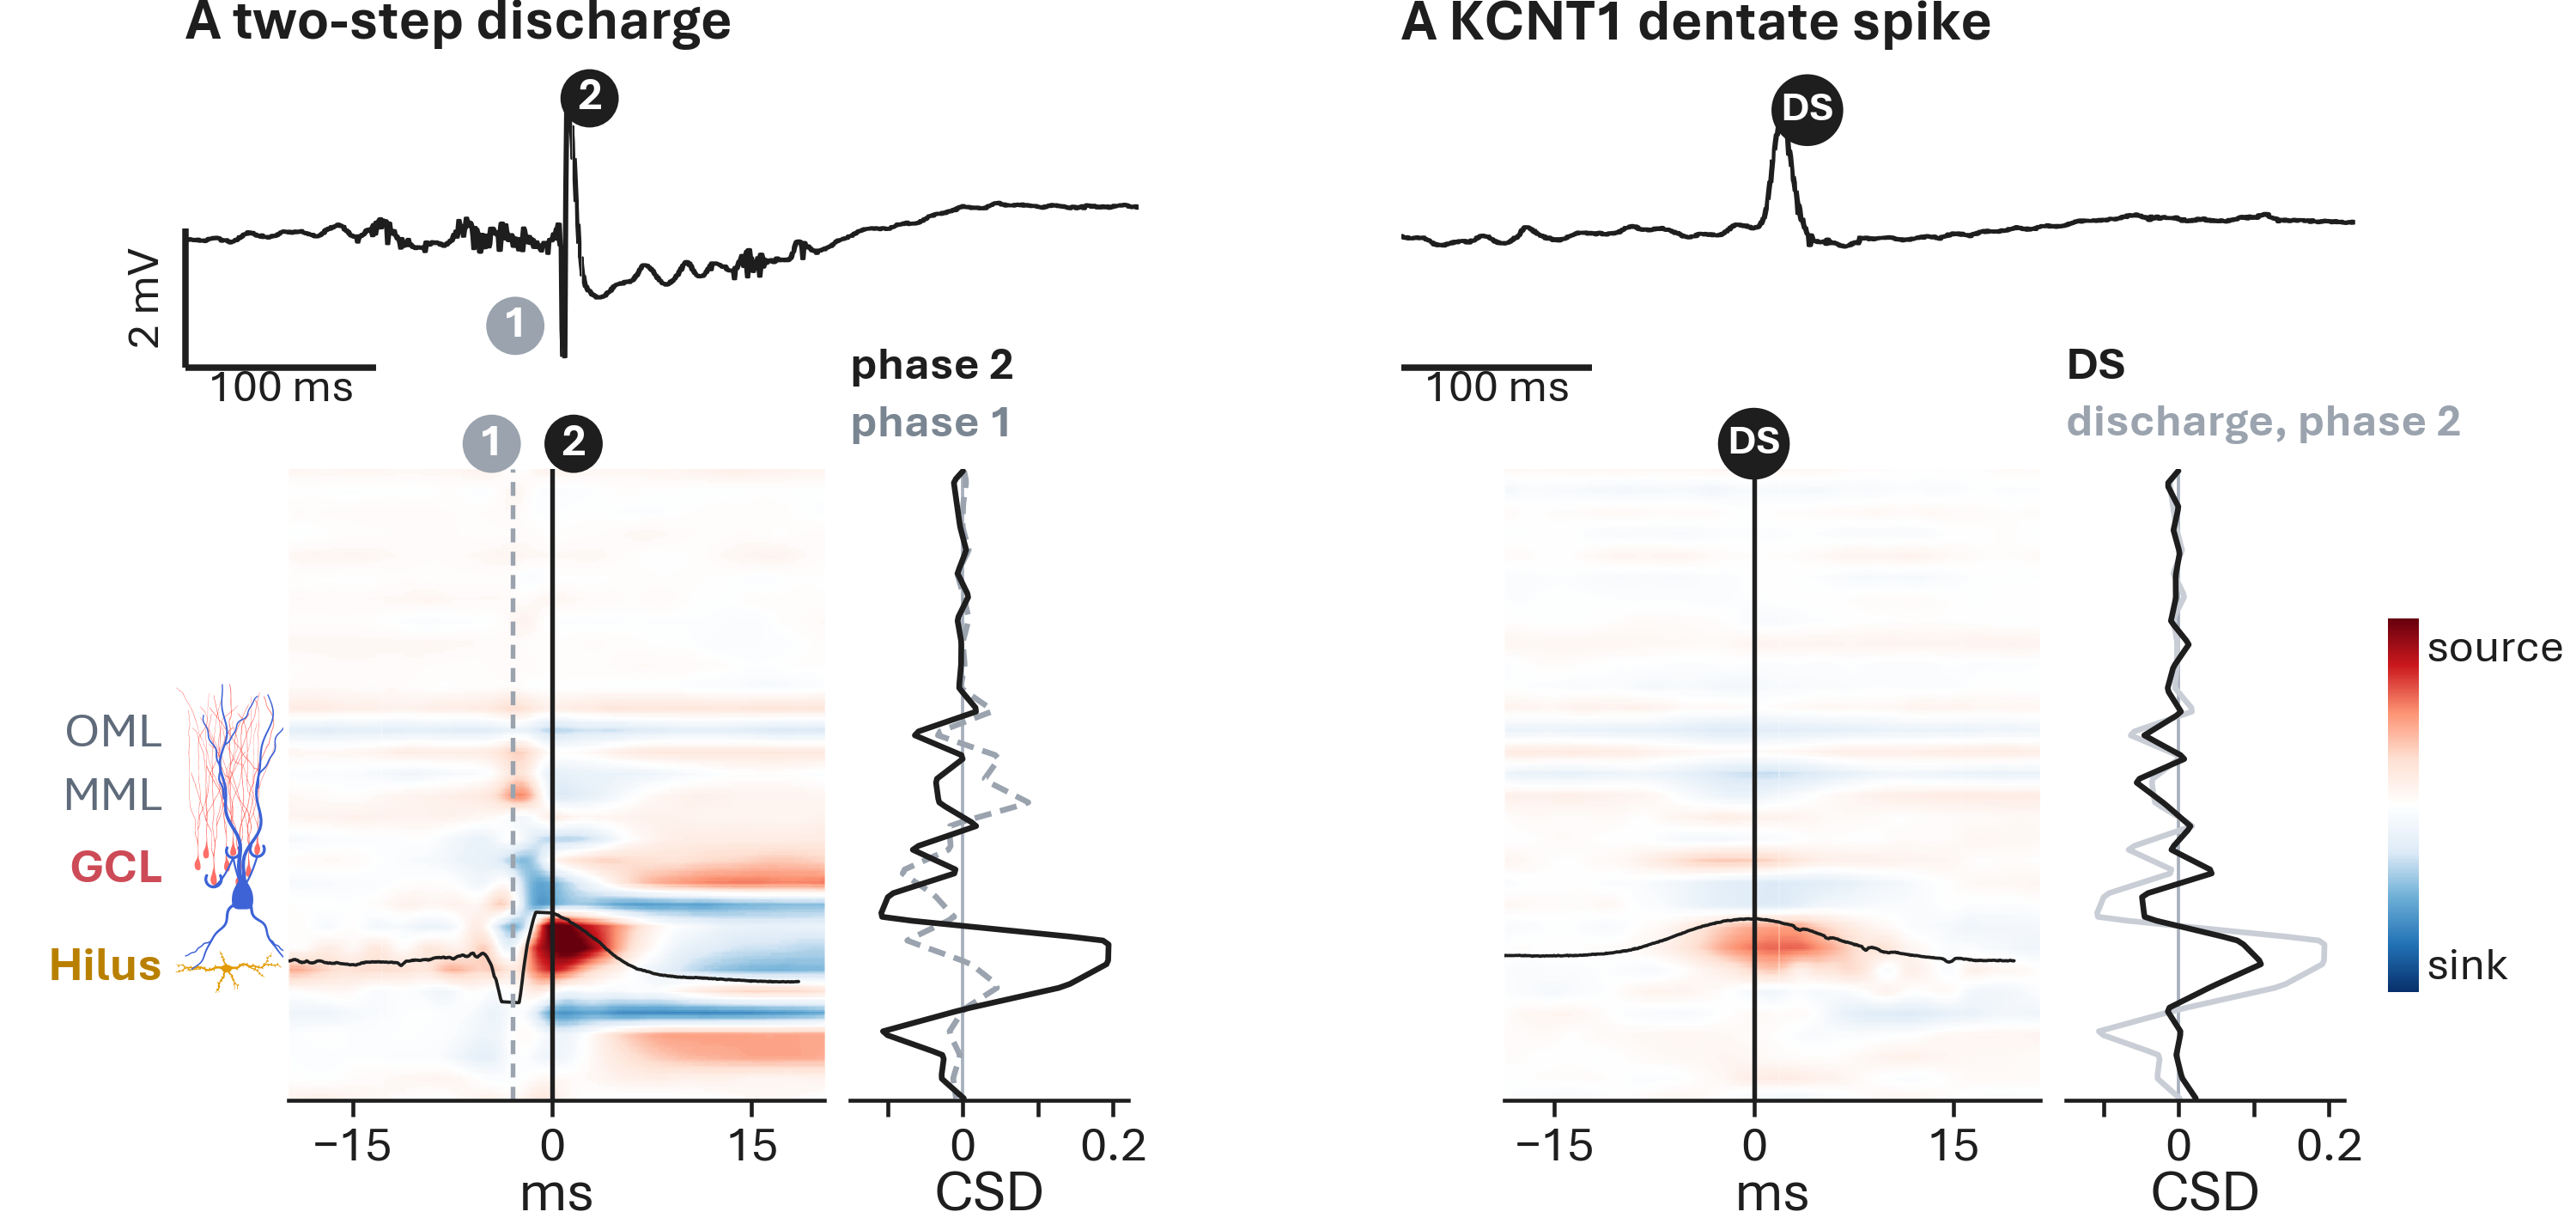 A two-step discharge
2
2 mV
1
100 ms
phase 2
phase 1
1
2
OML
MML
GCL
Hilus
−15
0
15
ms
0
0.2
CSD
A KCNT1 dentate spike
DS
100 ms
DS
discharge, phase 2
DS
−15
0
15
ms
0
0.2
CSD
source
sink